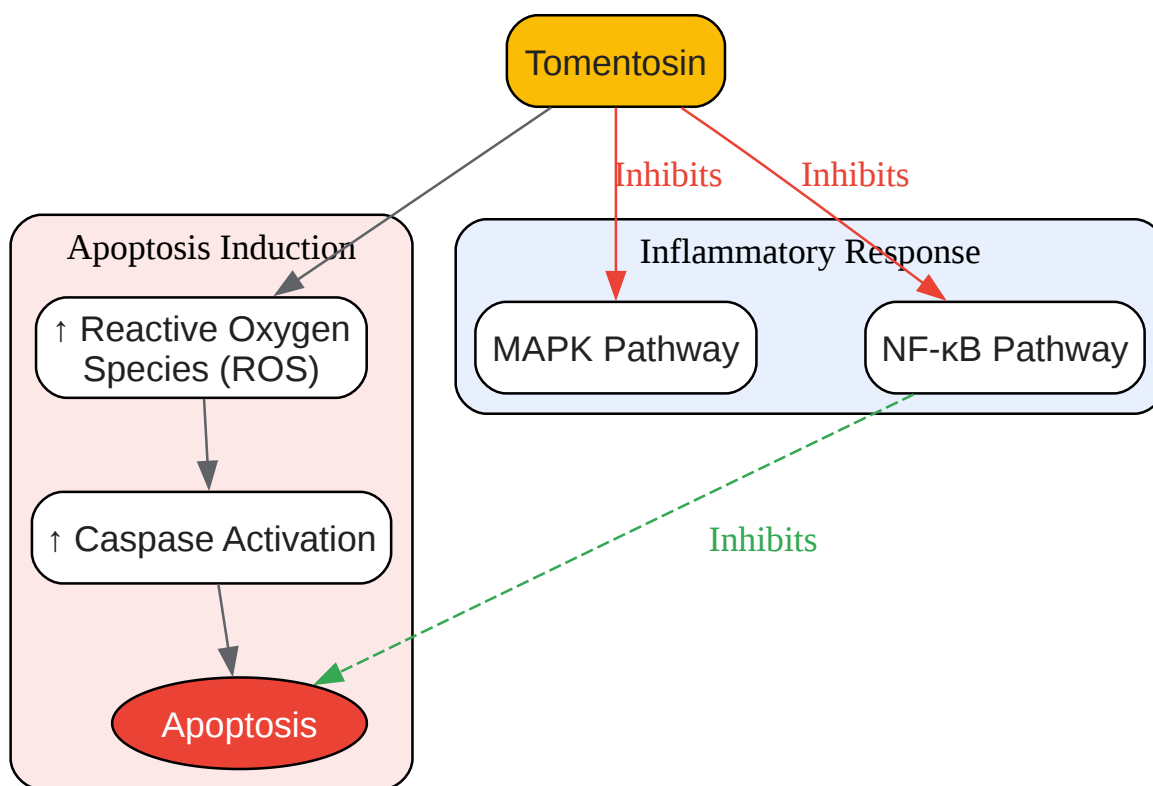 Tomentosin
Inhibits
Inhibits
Apoptosis Induction
Inflammatory Response
↑ Reactive Oxygen
Species (ROS)
MAPK Pathway
NF-κB Pathway
↑ Caspase Activation
Inhibits
Apoptosis